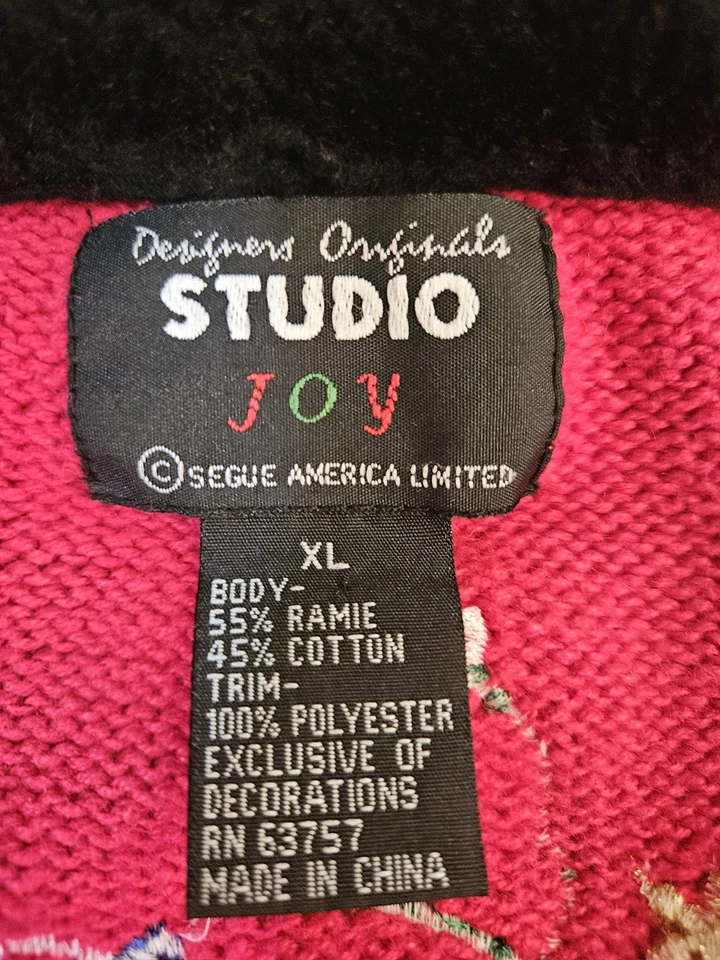 Designers Originals
STUDIO
JOY
©SEGUE AMERICA LIMITED
XL
BODY-
55% RAMIE
45% COTTON
TRIM-
100% POLYESTER
EXCLUSIVE OF
DECORATIONS
RN 63757
MADE IN CHINA